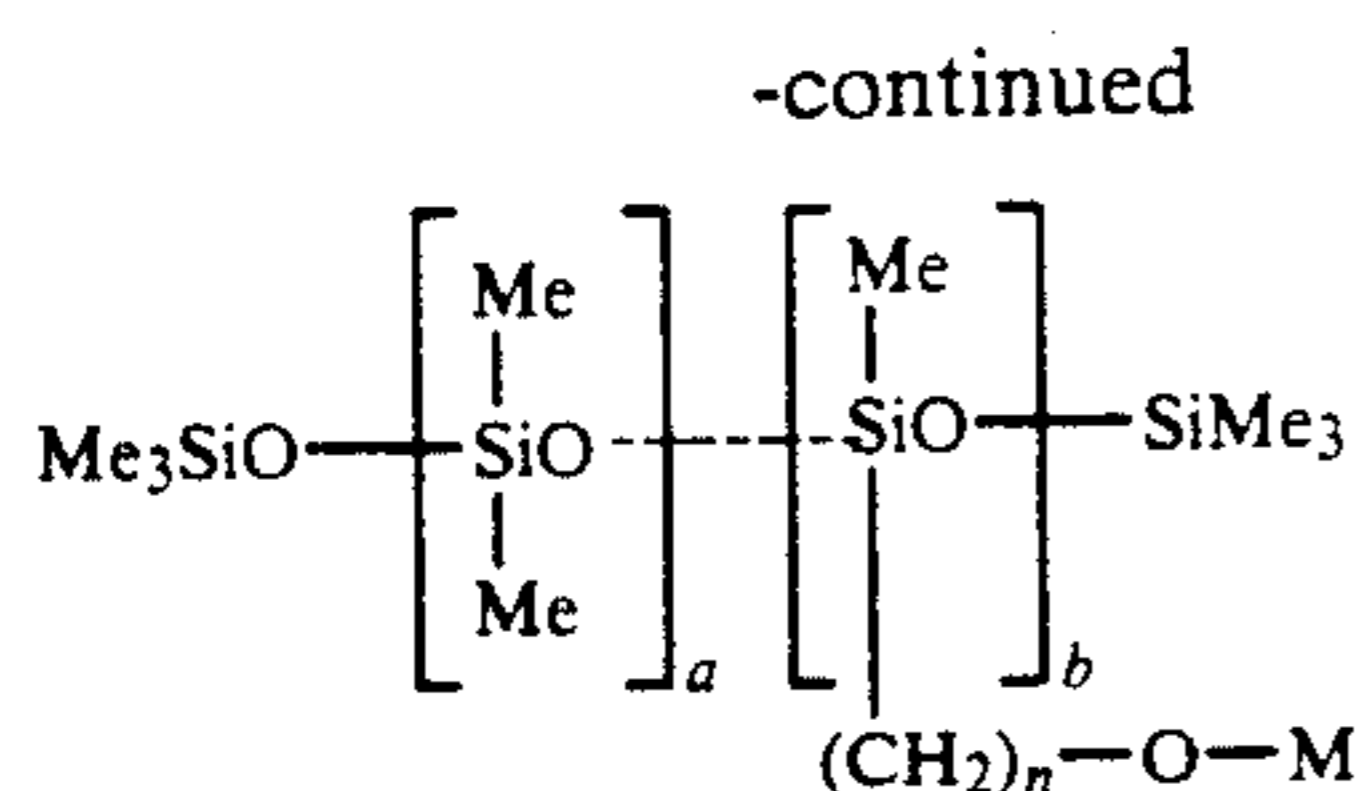 -continued
Me Me
Me3SiO SiO SiO SiMe3
Me
a b
(CH2)n—O—M